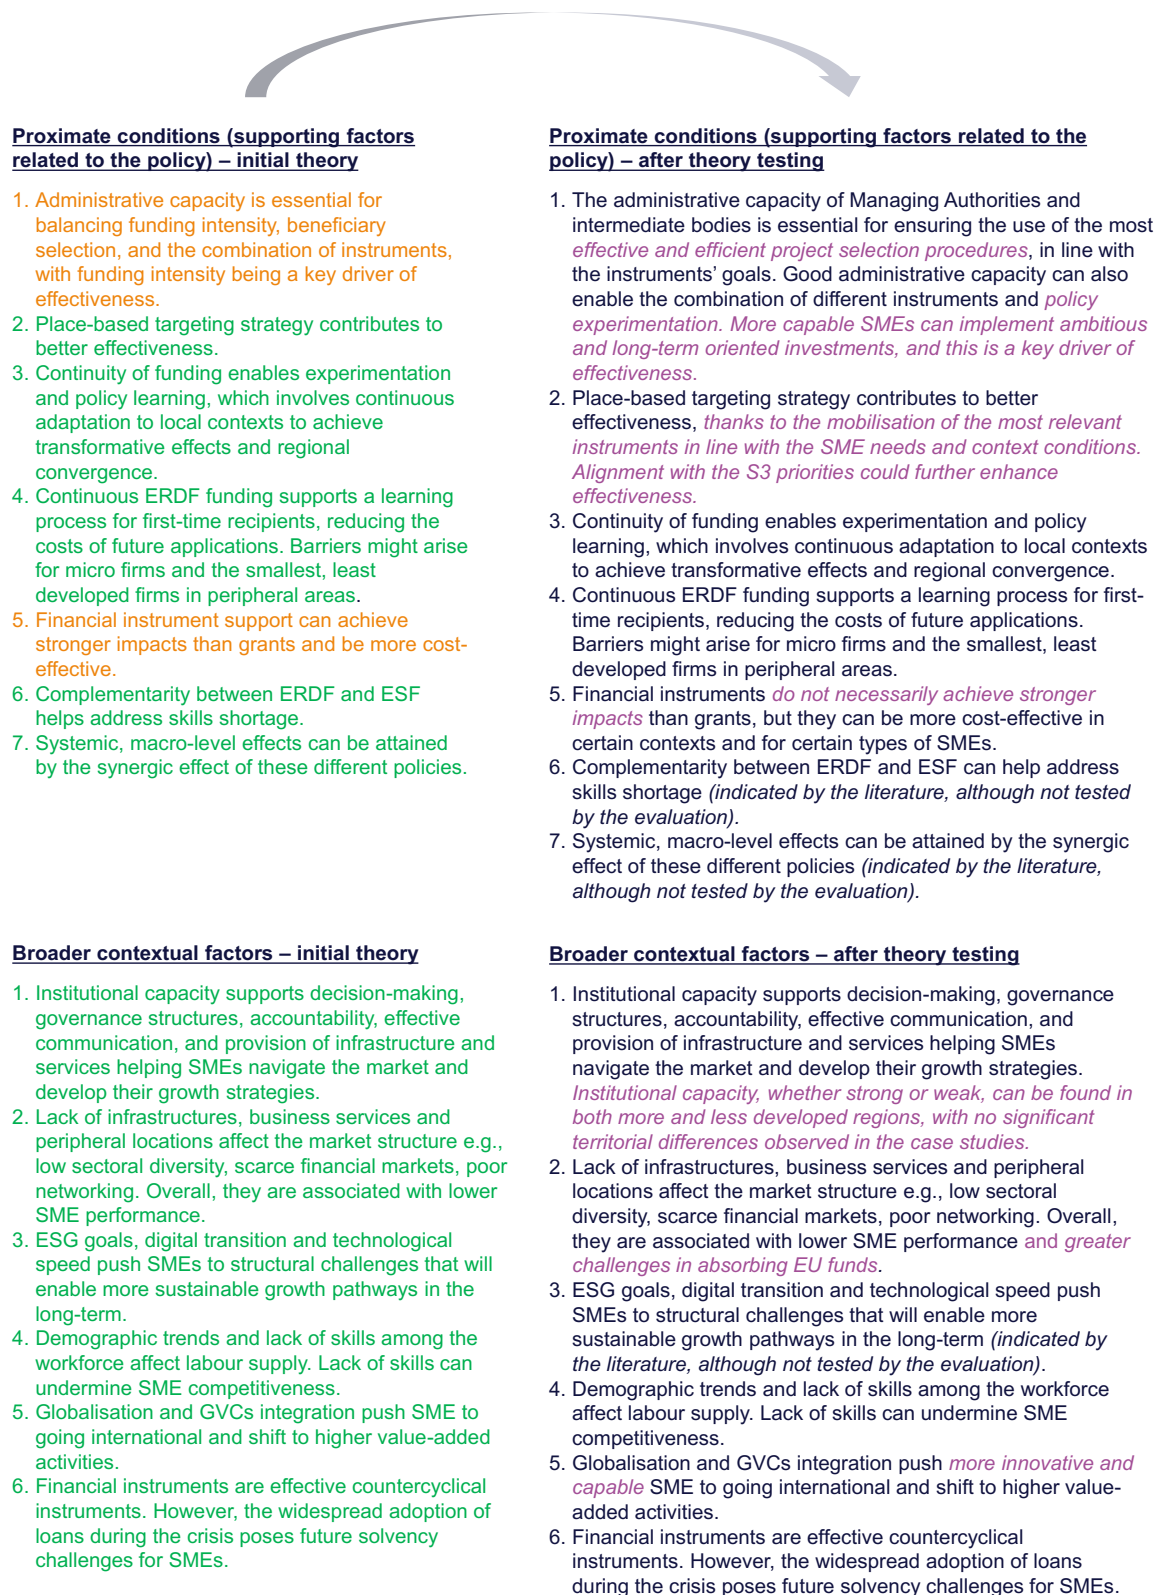 Proximate conditions (supporting factors
related to the policy) – initial theory
1. Administrative capacity is essential for
balancing funding intensity, beneficiary
selection, and the combination of instruments,
with funding intensity being a key driver of
effectiveness.
2. Place-based targeting strategy contributes to
better effectiveness.
3. Continuity of funding enables experimentation
and policy learning, which involves continuous
adaptation to local contexts to achieve
transformative effects and regional
convergence.
4. Continuous ERDF funding supports a learning
process for first-time recipients, reducing the
costs of future applications. Barriers might arise
for micro firms and the smallest, least
developed firms in peripheral areas.
5. Financial instrument support can achieve
stronger impacts than grants and be more cost-
effective.
6. Complementarity between ERDF and ESF
helps address skills shortage.
7. Systemic, macro-level effects can be attained
by the synergic effect of these different policies.
Proximate conditions (supporting factors related to the
policy) – after theory testing
1. The administrative capacity of Managing Authorities and
intermediate bodies is essential for ensuring the use of the most
effective and efficient project selection procedures, in line with
the instruments’ goals. Good administrative capacity can also
enable the combination of different instruments and policy
experimentation. More capable SMEs can implement ambitious
and long-term oriented investments, and this is a key driver of
effectiveness.
2. Place-based targeting strategy contributes to better
effectiveness, thanks to the mobilisation of the most relevant
instruments in line with the SME needs and context conditions.
Alignment with the S3 priorities could further enhance
effectiveness.
3. Continuity of funding enables experimentation and policy
learning, which involves continuous adaptation to local contexts
to achieve transformative effects and regional convergence.
4. Continuous ERDF funding supports a learning process for first-
time recipients, reducing the costs of future applications.
Barriers might arise for micro firms and the smallest, least
developed firms in peripheral areas.
5. Financial instruments do not necessarily achieve stronger
impacts than grants, but they can be more cost-effective in
certain contexts and for certain types of SMEs.
6. Complementarity between ERDF and ESF can help address
skills shortage (indicated by the literature, although not tested
by the evaluation).
7. Systemic, macro-level effects can be attained by the synergic
effect of these different policies (indicated by the literature,
although not tested by the evaluation).
Broader contextual factors – initial theory
1. Institutional capacity supports decision-making,
governance structures, accountability, effective
communication, and provision of infrastructure and
services helping SMEs navigate the market and
develop their growth strategies.
2. Lack of infrastructures, business services and
peripheral locations affect the market structure e.g.,
low sectoral diversity, scarce financial markets, poor
networking. Overall, they are associated with lower
SME performance.
3. ESG goals, digital transition and technological
speed push SMEs to structural challenges that will
enable more sustainable growth pathways in the
long-term.
4. Demographic trends and lack of skills among the
workforce affect labour supply. Lack of skills can
undermine SME competitiveness.
5. Globalisation and GVCs integration push SME to
going international and shift to higher value-added
activities.
6. Financial instruments are effective countercyclical
instruments. However, the widespread adoption of
loans during the crisis poses future solvency
challenges for SMEs.
Broader contextual factors – after theory testing
1. Institutional capacity supports decision-making, governance
structures, accountability, effective communication, and
provision of infrastructure and services helping SMEs
navigate the market and develop their growth strategies.
Institutional capacity, whether strong or weak, can be found in
both more and less developed regions, with no significant
territorial differences observed in the case studies.
2. Lack of infrastructures, business services and peripheral
locations affect the market structure e.g., low sectoral
diversity, scarce financial markets, poor networking. Overall,
they are associated with lower SME performance and greater
challenges in absorbing EU funds.
3. ESG goals, digital transition and technological speed push
SMEs to structural challenges that will enable more
sustainable growth pathways in the long-term (indicated by
the literature, although not tested by the evaluation).
4. Demographic trends and lack of skills among the workforce
affect labour supply. Lack of skills can undermine SME
competitiveness.
5. Globalisation and GVCs integration push more innovative and
capable SME to going international and shift to higher value-
added activities.
6. Financial instruments are effective countercyclical
instruments. However, the widespread adoption of loans
during the crisis poses future solvency challenges for SMEs.